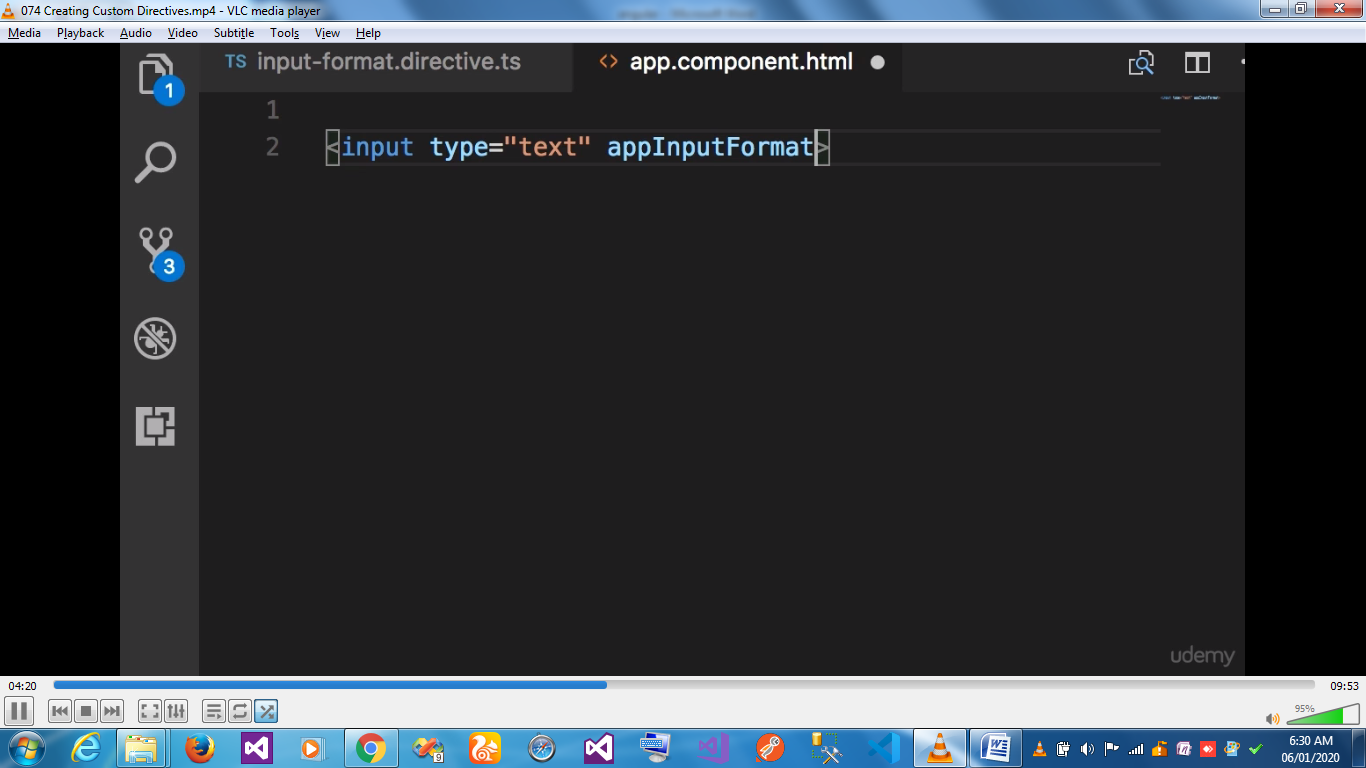 074 Creating Custom Directives.mp4 - VLC media player
Media Playback Audio Video Subtitle Tools View Help
1 TS input-format.directive.ts <> app.component.html
1
2 <input type="text" appInputFormat>
3
udemy
04:20 09:53
95%
9
6:30 AM
06/01/2020